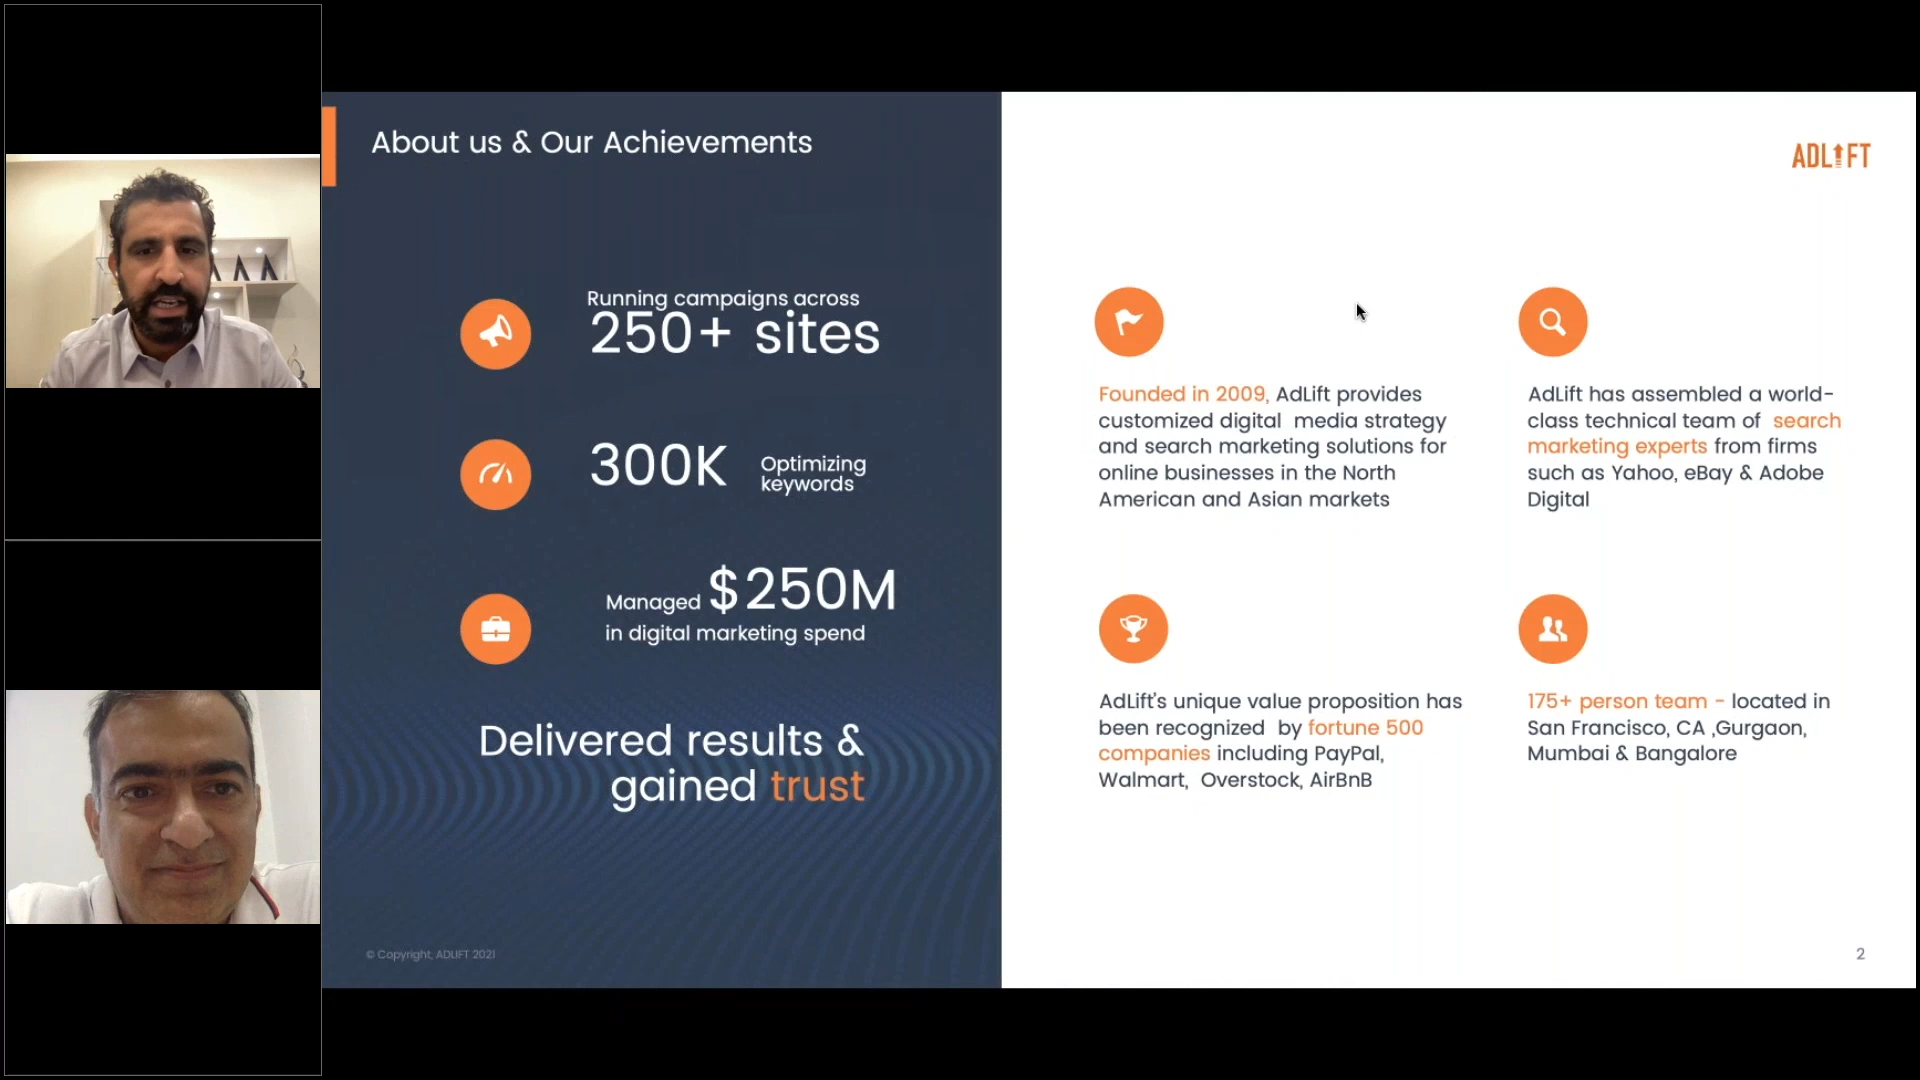 About us & Our Achievements
Running campaigns across
250+ sites
300K Optimizing
keywords
Managed $250M
in digital marketing spend
Delivered results &
gained trust
© Copyright, ADLIFT 2021
ADLIFT
Founded in 2009, AdLift provides
customized digital  media strategy
and search marketing solutions for
online businesses in the North
American and Asian markets
AdLift has assembled a world-
class technical team of  search
marketing experts from firms
such as Yahoo, eBay & Adobe
Digital
AdLift's unique value proposition has
been recognized  by fortune 500
companies including PayPal,
Walmart,  Overstock, AirBnB
175+ person team - located in
San Francisco, CA ,Gurgaon,
Mumbai & Bangalore
2